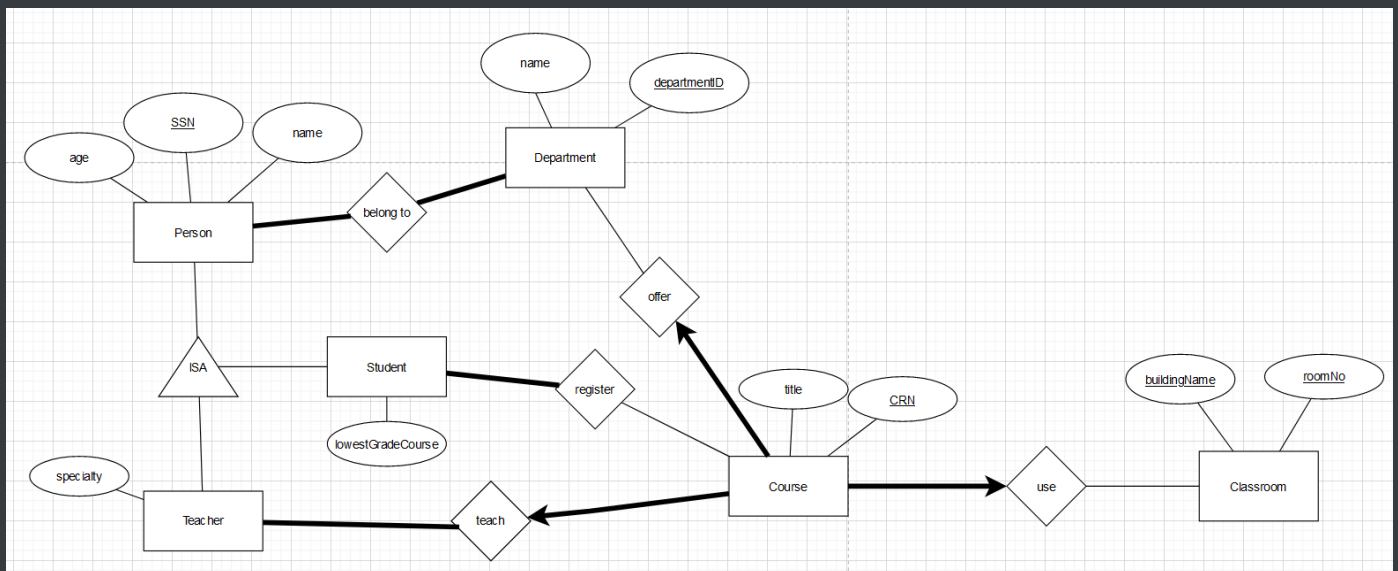 name
departmentID
SSN
name
age
Department
belong to
Person
offer
ISA
Student
register
title
CRN
buildingName
roomNo
lowestGradeCourse
specialty
Course
use
Classroom
Teacher
teach